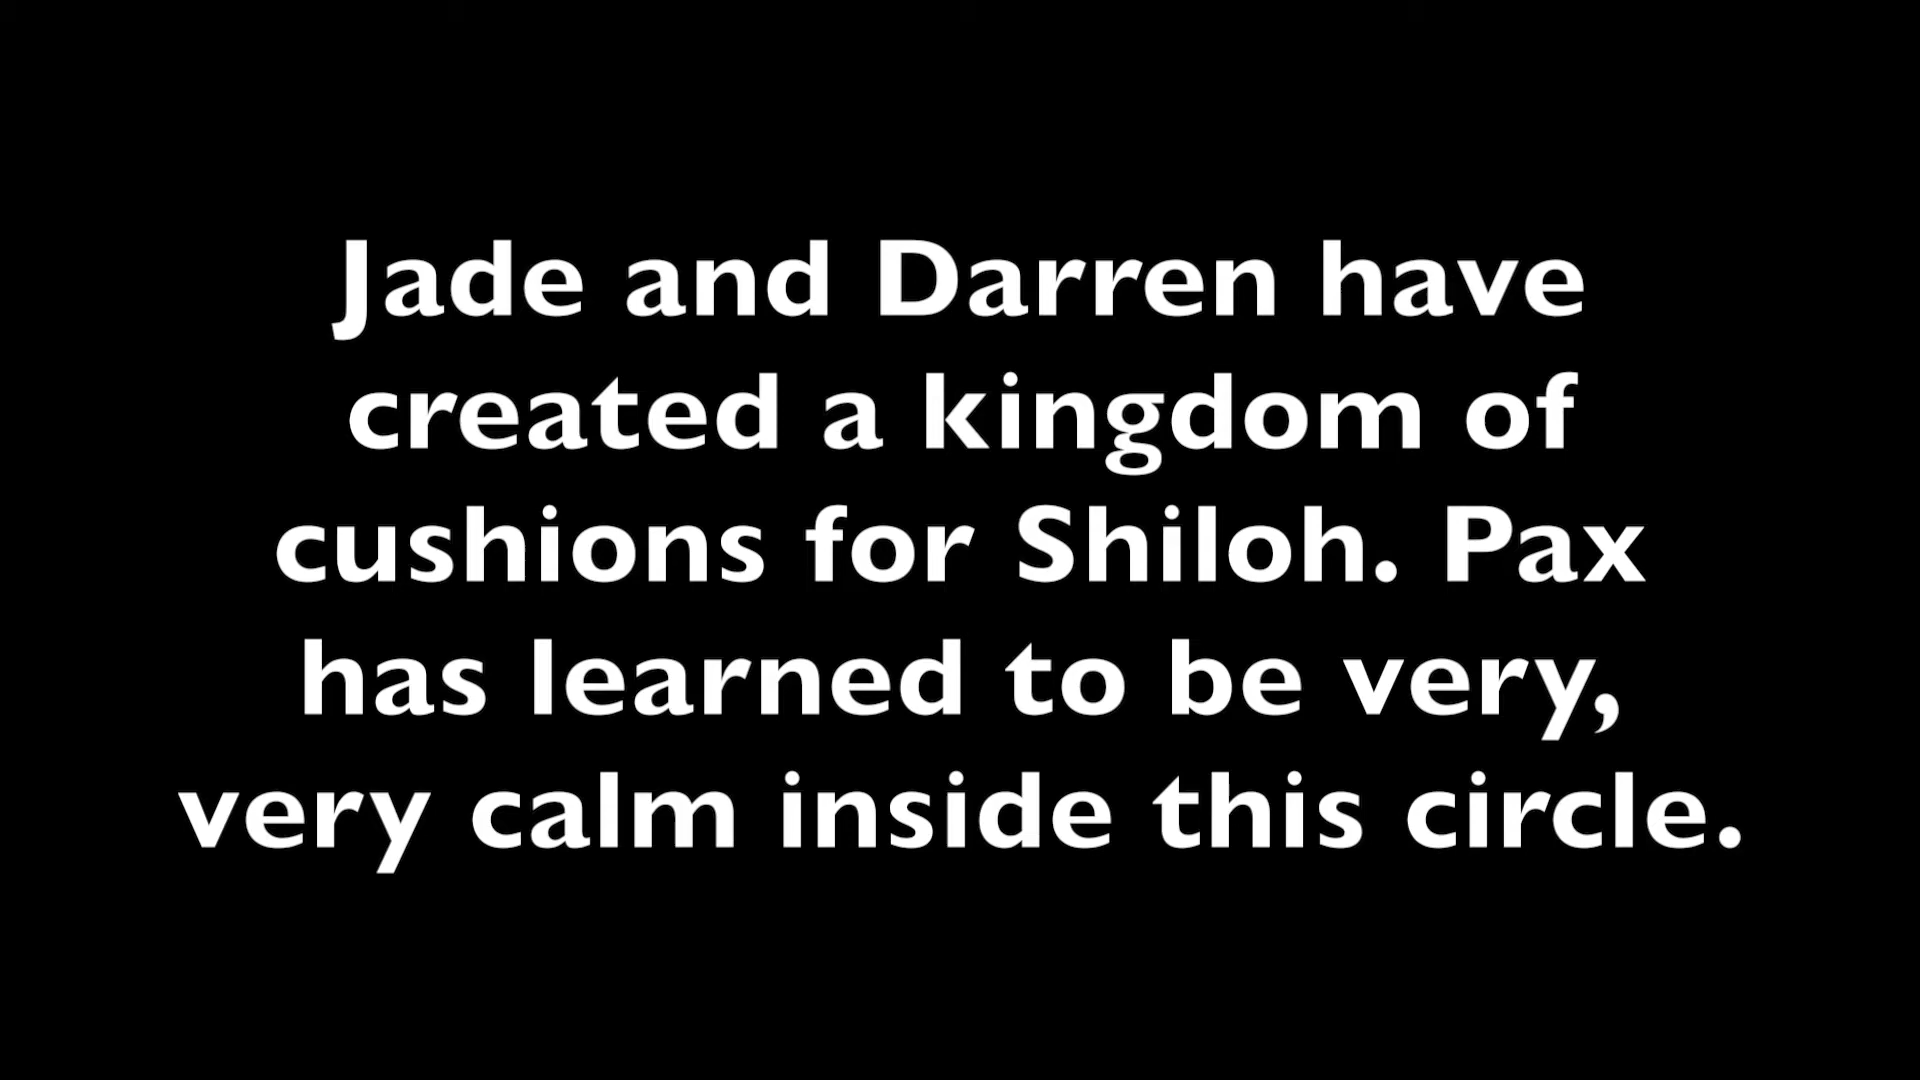 Jade and Darren have
created a kingdom of
cushions for Shiloh. Pax
has learned to be very,
very calm inside this circle.